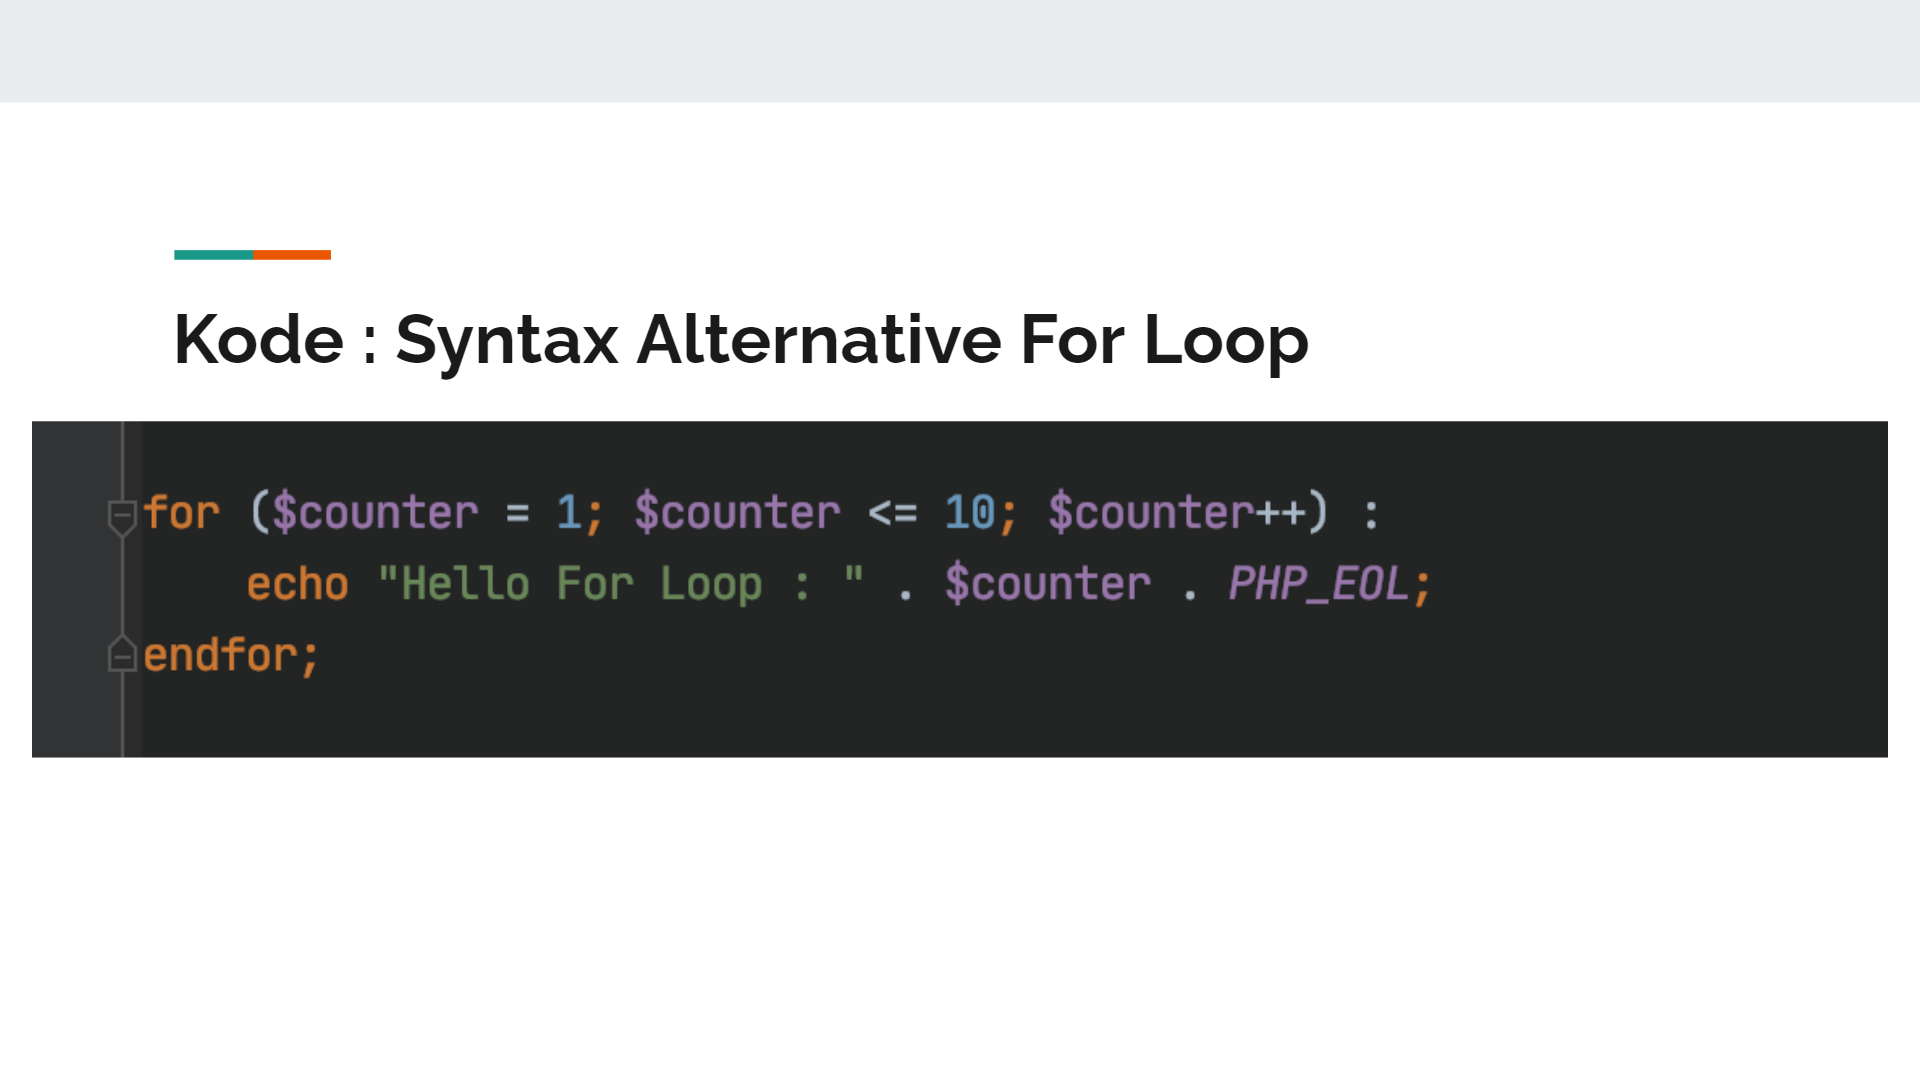 Kode : Syntax Alternative For Loop
for ($counter = 1; $counter <= 10; $counter++) :
    echo "Hello For Loop : " . $counter . PHP_EOL;
endfor;